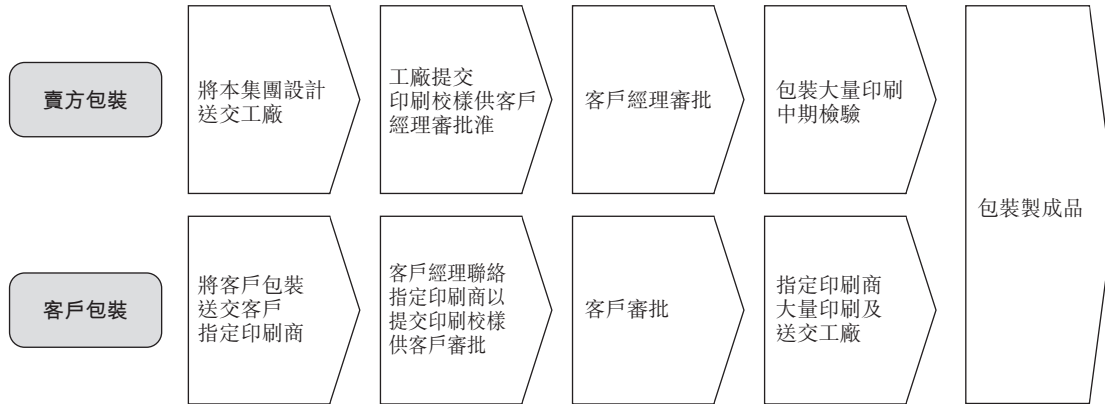 賣方包裝
將本集團設計
送交工廠
工廠提交
印刷校樣供客戶
經理審批淮
客戶經理審批
包裝大量印刷
中期檢驗
客戶包裝
將客戶包裝
送交客戶
指定印刷商
客戶經理聯絡
指定印刷商以
提交印刷校樣
供客戶審批
客戶審批
指定印刷商
大量印刷及
送交工廠
包裝製成品